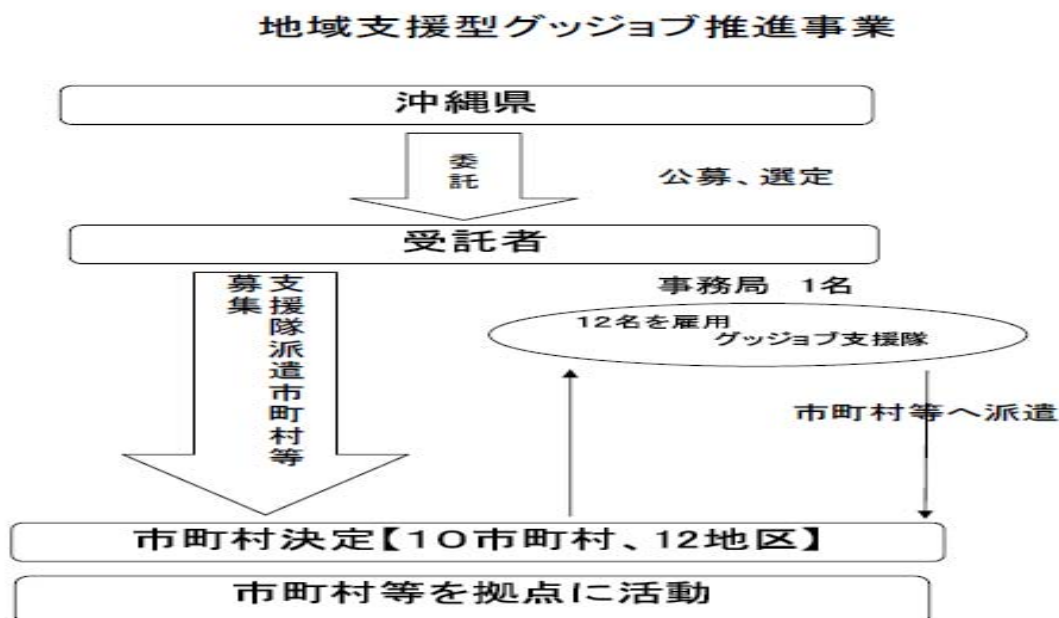 地域支援型グッジョブ推進事業
沖縄県
委託
公募、選定
受託者
支援隊派遣市町村等
募集
事務局 1名
12名を雇用
グッジョブ支援隊
市町村等へ派遣
市町村決定【10市町村、12地区】
市町村等を拠点に活動